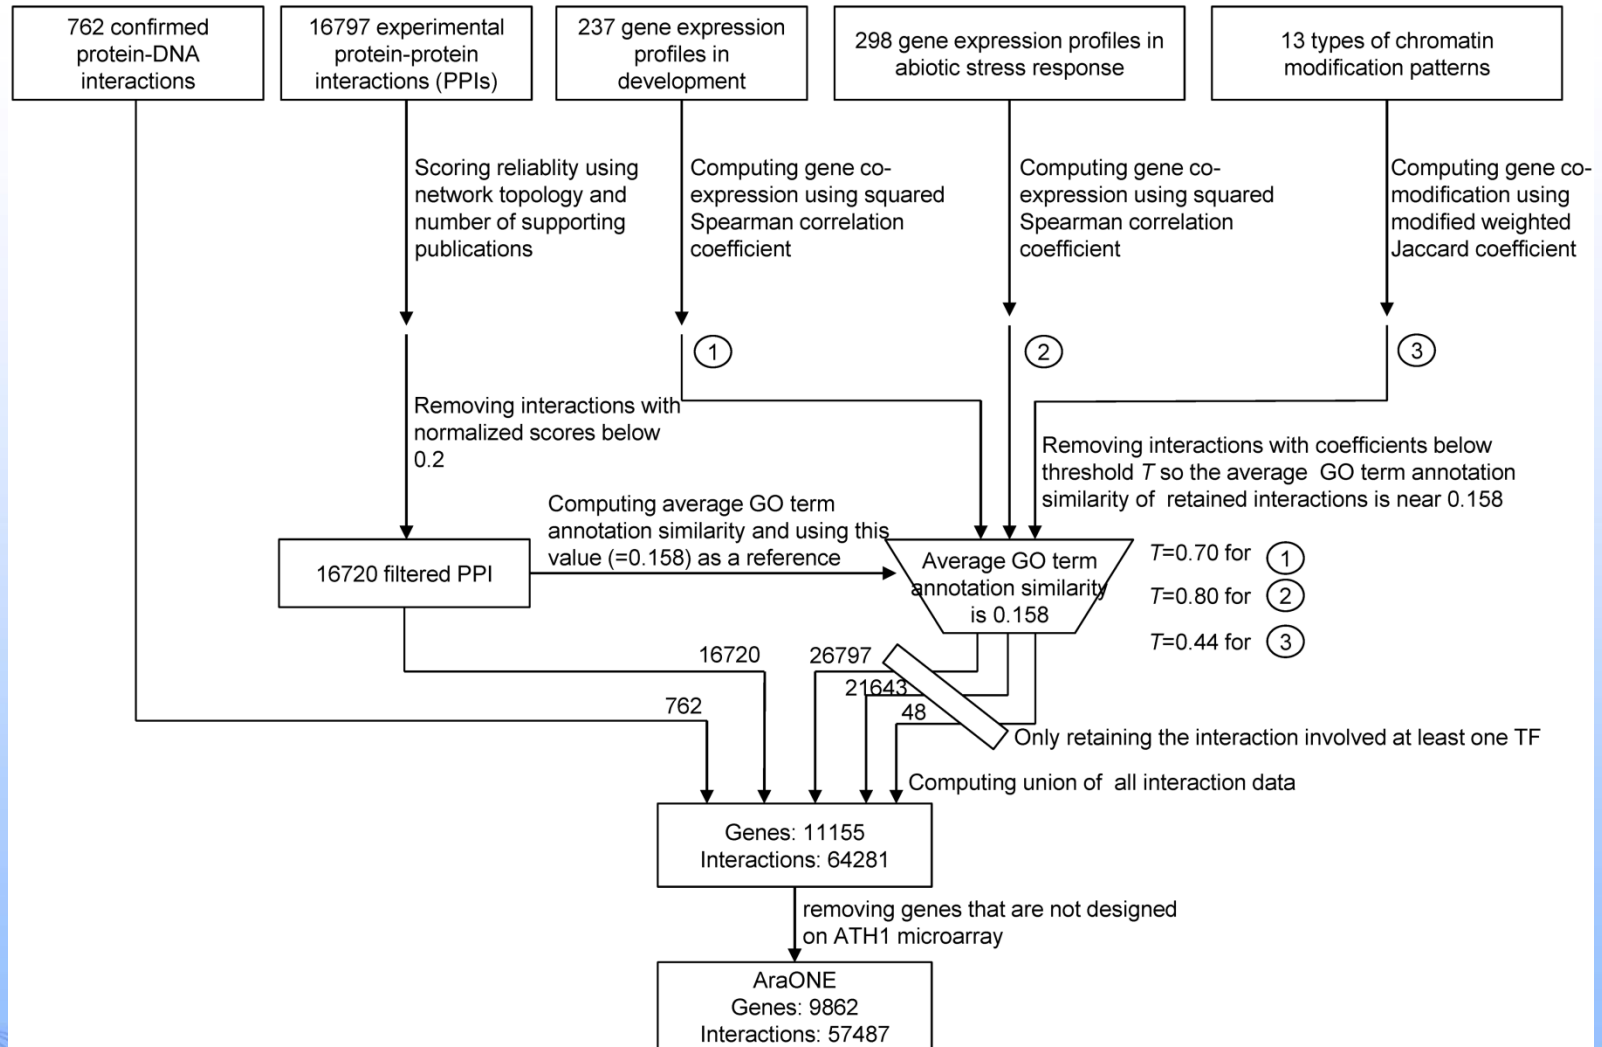 762 confirmed
protein-DNA
interactions
16797 experimental
protein-protein
interactions (PPIs)
237 gene expression
profiles in
development
298 gene expression profiles in
abiotic stress response
13 types of chromatin
modification patterns
Scoring reliablity using
network topology and
number of supporting
publications
Computing gene co-
expression using squared
Spearman correlation
coefficient
Computing gene co-
expression using squared
Spearman correlation
coefficient
Computing gene co-
modification using
modified weighted
Jaccard coefficient
1
2
3
Removing interactions with
normalized scores below
0.2
Removing interactions with coefficients below
threshold T so the average GO term annotation
similarity of retained interactions is near 0.158
Computing average GO term
annotation similarity and using this
value (=0.158) as a reference
16720 filtered PPI
Average GO term
annotation similarity
is 0.158
T=0.70 for 1
T=0.80 for 2
T=0.44 for 3
16720
26797
21643
762
48
Only retaining the interaction involved at least one TF
Computing union of all interaction data
Genes: 11155
Interactions: 64281
removing genes that are not designed
on ATH1 microarray
AraONE
Genes: 9862
Interactions: 57487